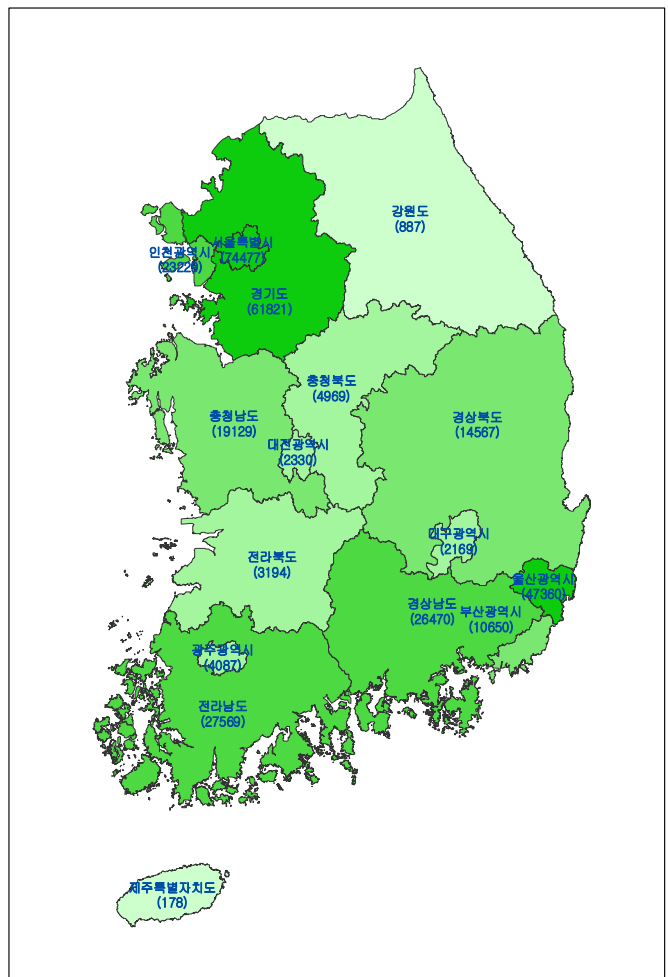 강원도
(887)
서울특별시
(74477)
인천광역시
(23229)
경기도
(61821)
충청북도
(4969)
충청남도
(19129)
경상북도
(14567)
대전광역시
(2330)
대구광역시
(2169)
전라북도
(3194)
울산광역시
(47360)
경상남도
(26470)
부산광역시
(10650)
광주광역시
(4087)
전라남도
(27569)
제주특별자치도
(178)